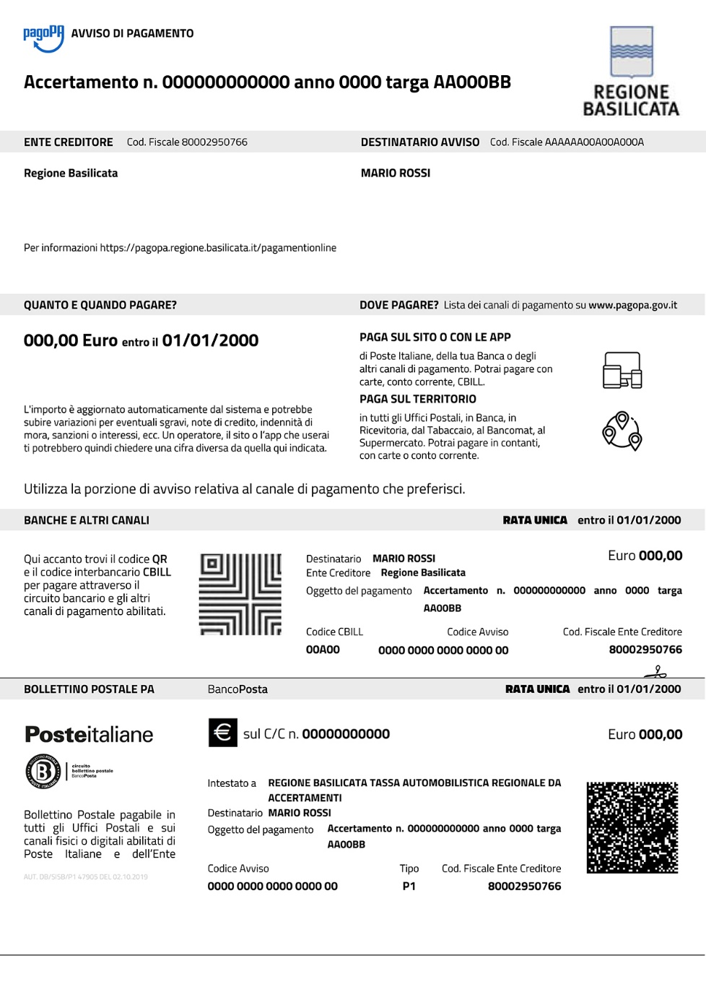 pagoPA AVVISO DI PAGAMENTO
Accertamento n. 000000000000 anno 0000 targa AA000BB
REGIONE
BASILICATA
ENTE CREDITORE Cod. Fiscale 80002950766
DESTINATARIO AVVISO Cod. Fiscale AAAAAA00A00A000A
Regione Basilicata
MARIO ROSSI
Per informazioni https://pagopa.regione.basilicata.it/pagamentionline
QUANTO E QUANDO PAGARE?
000,00 Euro entro il 01/01/2000
L'importo è aggiornato automaticamente dal sistema e potrebbe
subire variazioni per eventuali sgravi, note di credito, indennità di
mora, sanzioni o interessi, ecc. Un operatore, il sito o l'app che userai
ti potrebbero quindi chiedere una cifra diversa da quella qui indicata.
DOVE PAGARE? Lista dei canali di pagamento su www.pagopa.gov.it
PAGA SUL SITO O CON LE APP
di Poste Italiane, della tua Banca o degli
altri canali di pagamento. Potrai pagare con
carte, conto corrente, CBILL.
PAGA SUL TERRITORIO
in tutti gli Uffici Postali, in Banca, in
Ricevitoria, dal Tabaccaio, al Bancomat, al
Supermercato. Potrai pagare in contanti,
con carte o conto corrente.
Utilizza la porzione di avviso relativa al canale di pagamento che preferisci.
BANCHE E ALTRI CANALI
RATA UNICA entro il 01/01/2000
Qui accanto trovi il codice QR
e il codice interbancario CBILL
per pagare attraverso il
circuito bancario e gli altri
canali di pagamento abilitati.
Destinatario MARIO ROSSI
Euro 000,00
Ente Creditore Regione Basilicata
Oggetto del pagamento Accertamento n. 000000000000 anno 0000 targa
AA00BB
Codice CBILL Codice Avviso Cod. Fiscale Ente Creditore
00A00 0000 0000 0000 0000 00 80002950766
BOLLETTINO POSTALE PA BancoPosta
RATA UNICA entro il 01/01/2000
Posteitaliane
BOLLETTINO POSTALE
B
POSTE ITALIANE
circuito
bollettino postale
BancoPosta
Bollettino Postale pagabile in
tutti gli Uffici Postali e sui
canali fisici o digitali abilitati di
Poste Italiane e dell'Ente
AUT. DB/SISB/P1 47905 DEL 02.10.2019
€ sul C/C n. 00000000000
Euro 000,00
Intestato a REGIONE BASILICATA TASSA AUTOMOBILISTICA REGIONALE DA
ACCERTAMENTI
Destinatario MARIO ROSSI
Oggetto del pagamento Accertamento n. 000000000000 anno 0000 targa
AA00BB
Codice Avviso Tipo Cod. Fiscale Ente Creditore
0000 0000 0000 0000 00 P1 80002950766